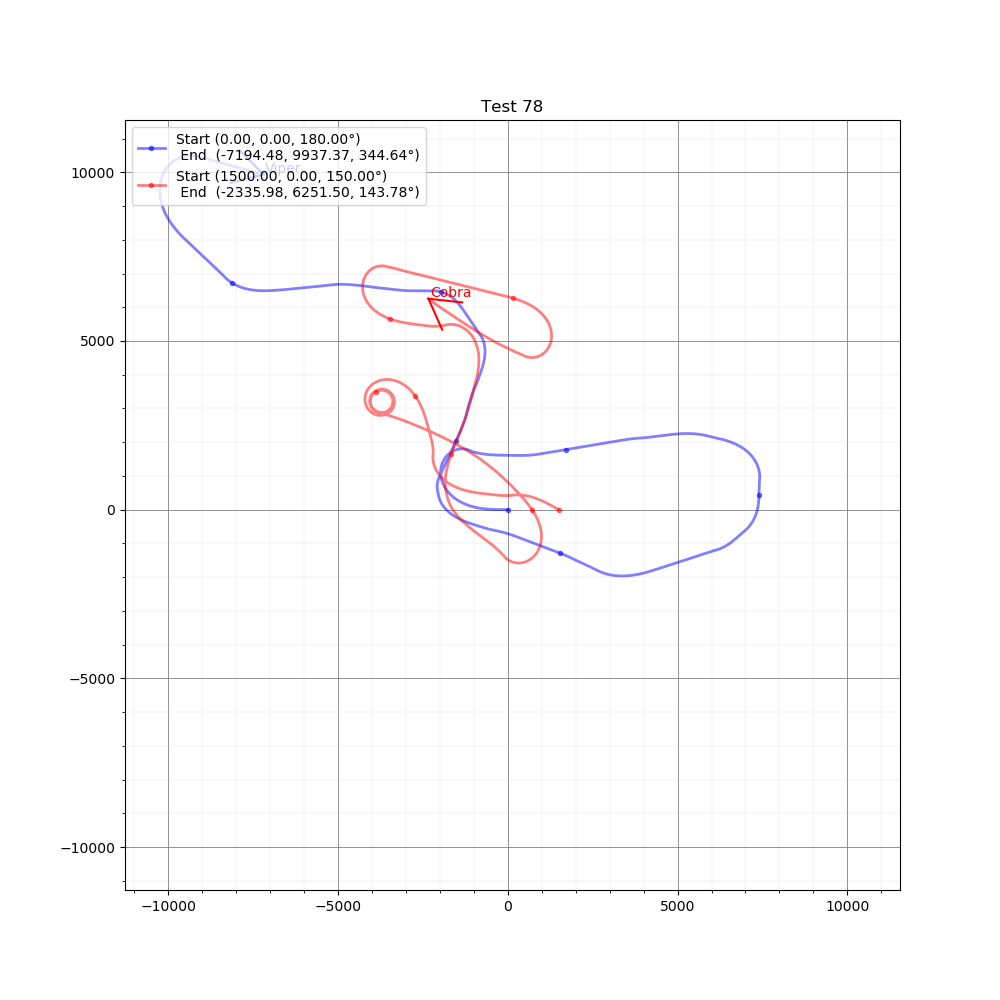 Test 78
Start (0.00, 0.00, 180.00°)
End (-7194.48, 9937.37, 344.64°)
Start (1500.00, 0.00, 150.00°)
End (-2335.98, 6251.50, 143.78°)
Viper
Cobra
10000
5000
0
−5000
−10000
−10000
−5000
0
5000
10000